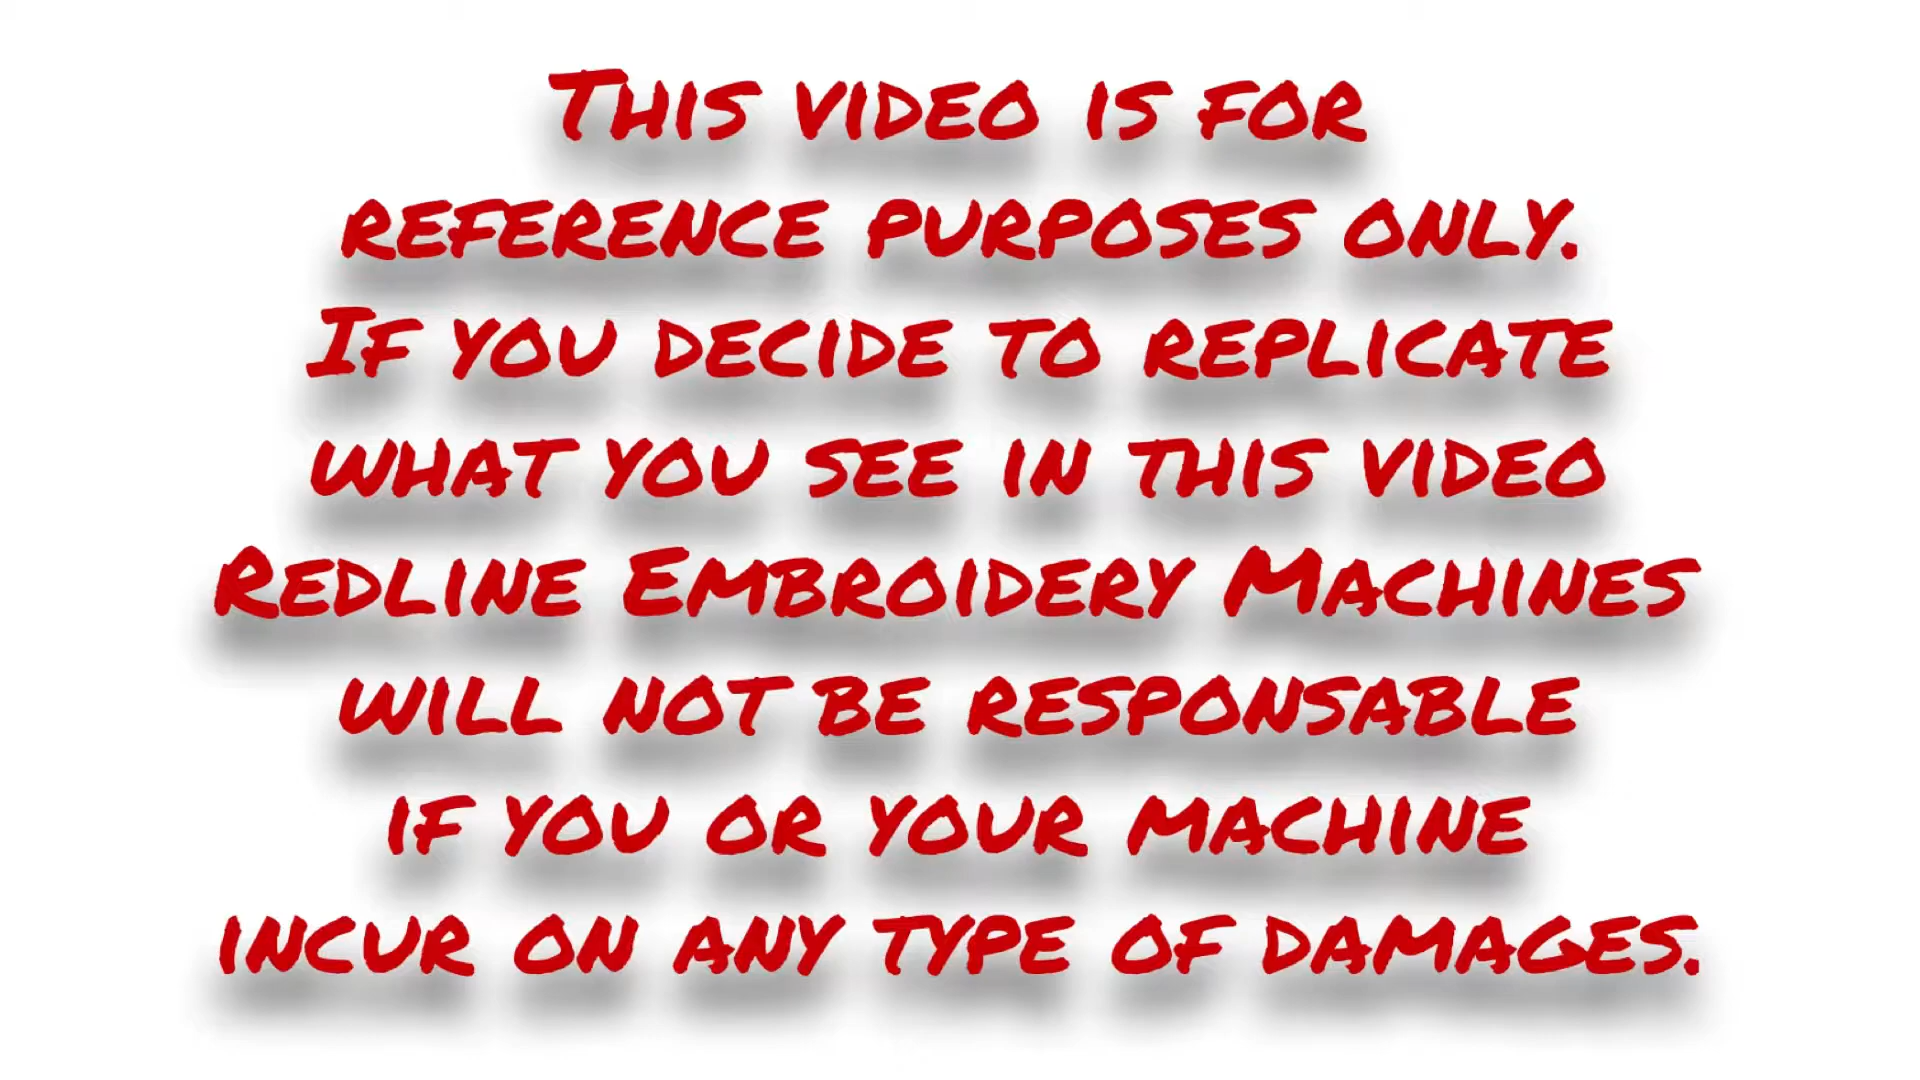 This video is for
reference purposes only.
If you decide to replicate
what you see in this video
Redline Embroidery Machines
will not be responsable
if you or your machine
incur on any type of damages.